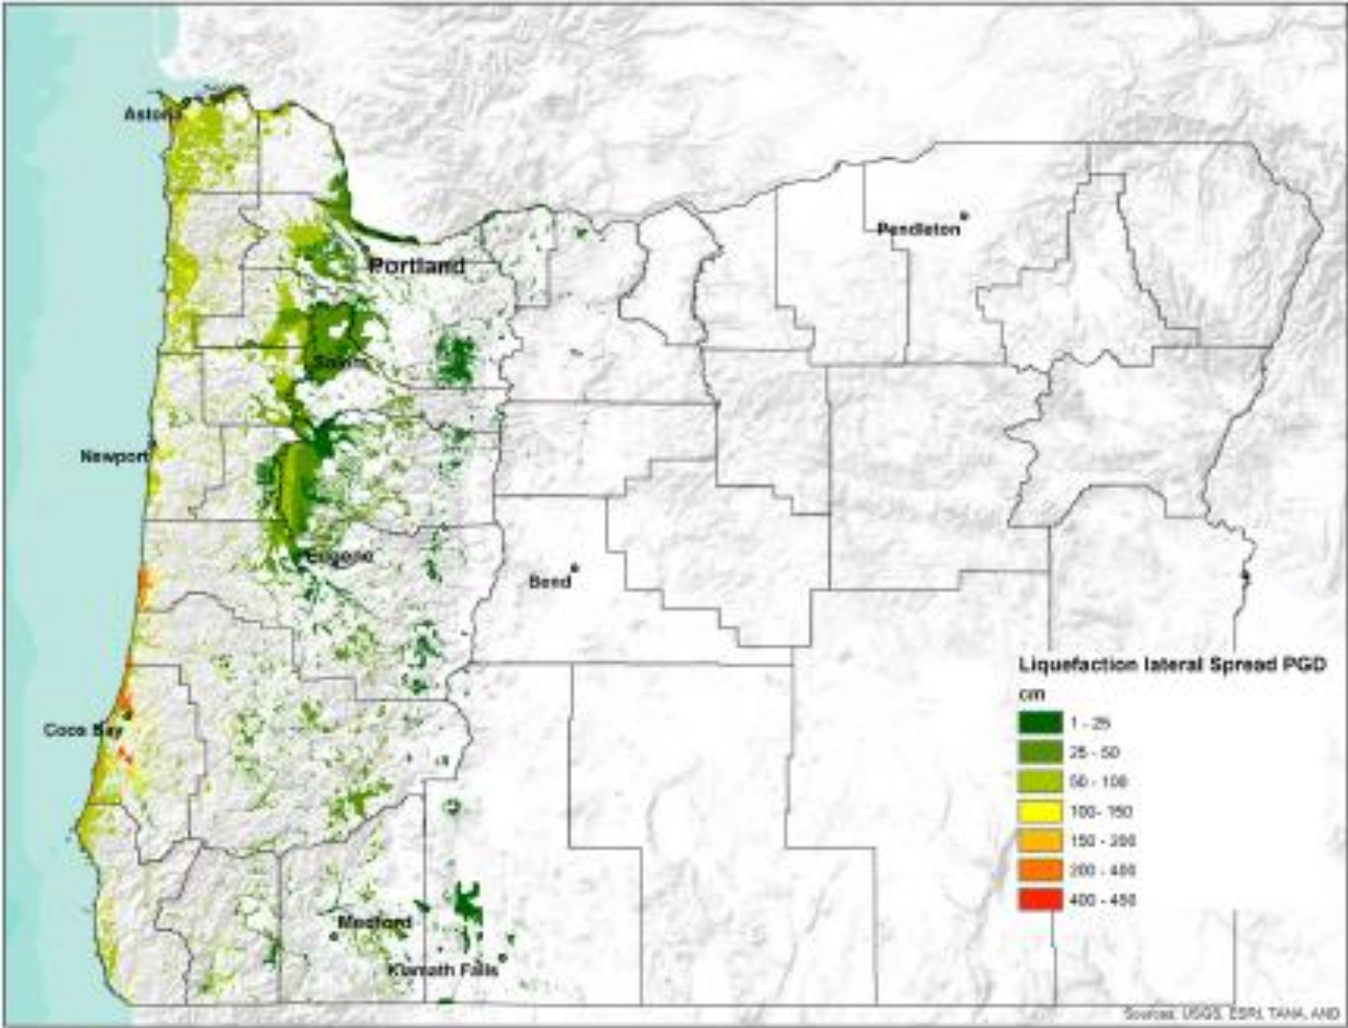 Astoria
Pendleton
Portland
Salem
Newport
Eugene
Bend
Liquefaction lateral Spread PGD
cm
1 - 25
25 - 50
50 - 100
100- 150
150 - 200
200 - 400
400 - 450
Coos Bay
Medford
Klamath Falls
Sources: USGS, ESRI, TANA, AND